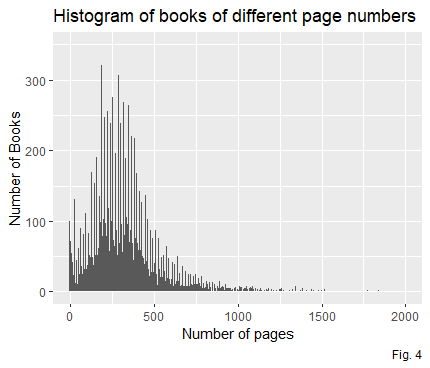 Histogram of books of different page numbers
Number of Books
300
200
100
0
0 500 1000 1500 2000
Number of pages
Fig. 4